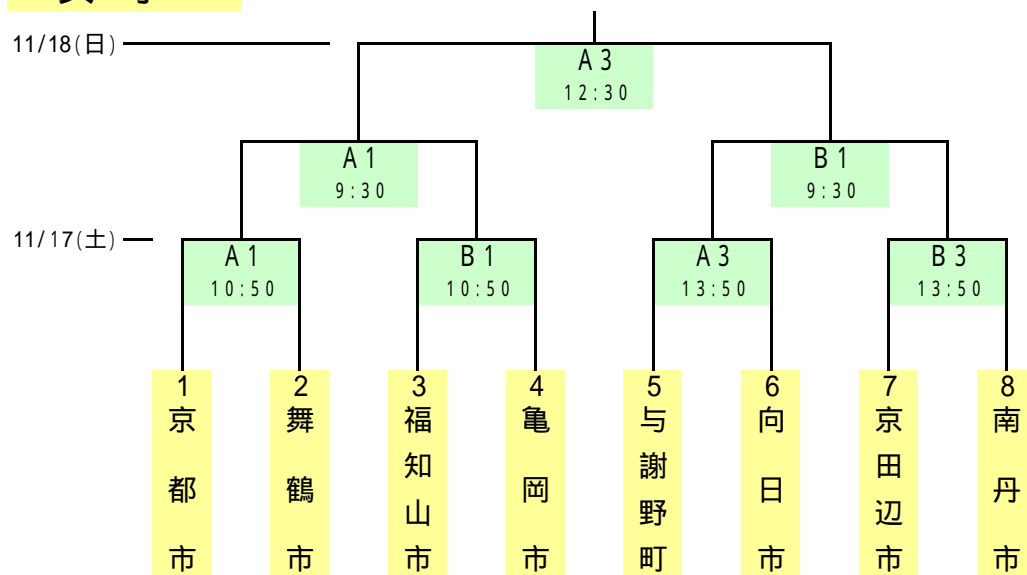 11/18(日)
A3
12:30
A1
9:30
B1
9:30
11/17(土)
A1
10:50
B1
10:50
A3
13:50
B3
13:50
1
京都市
2
舞鶴市
3
福知山市
4
亀岡市
5
与謝野町
6
向日市
7
京田辺市
8
南丹市